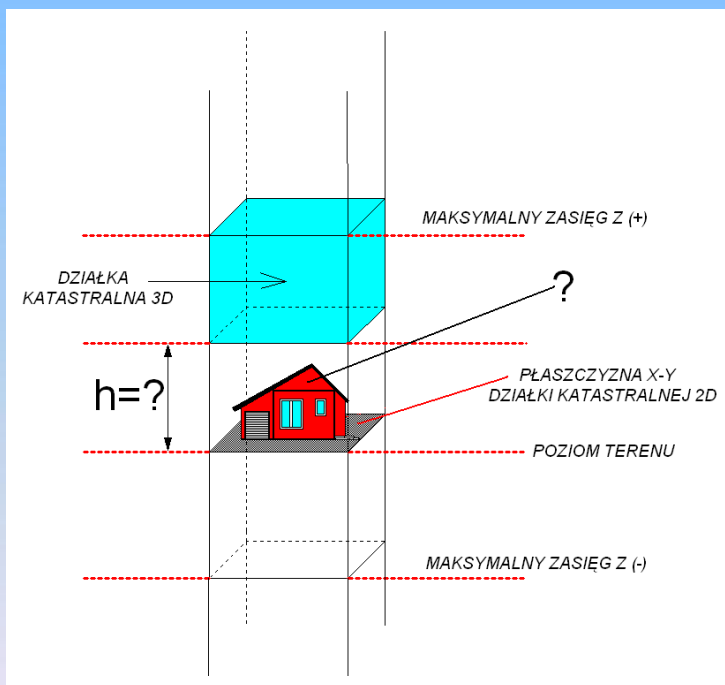 MAKSYMALNY ZASIĘG Z (+)
DZIAŁKA
KATASTRALNA 3D
?
h=?
PŁASZCZYZNA X-Y
DZIAŁKI KATASTRALNEJ 2D
POZIOM TERENU
MAKSYMALNY ZASIĘG Z (-)